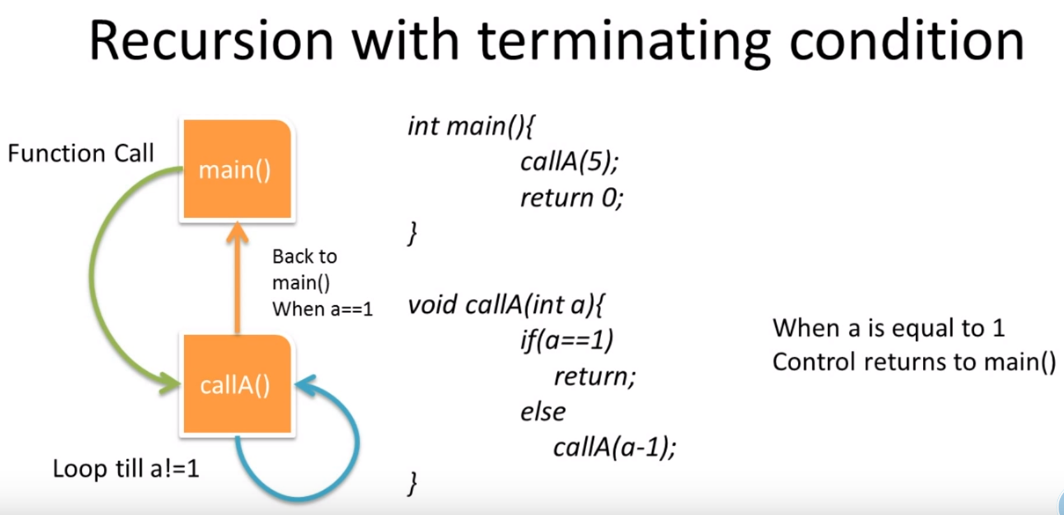 Recursion with terminating condition
Function Call
main()
Back to
main()
When a==1
callA()
Loop till a!=1
int main(){
callA(5);
return 0;
}
void callA(int a){
if(a==1)
return;
else
callA(a-1);
}
When a is equal to 1
Control returns to main()